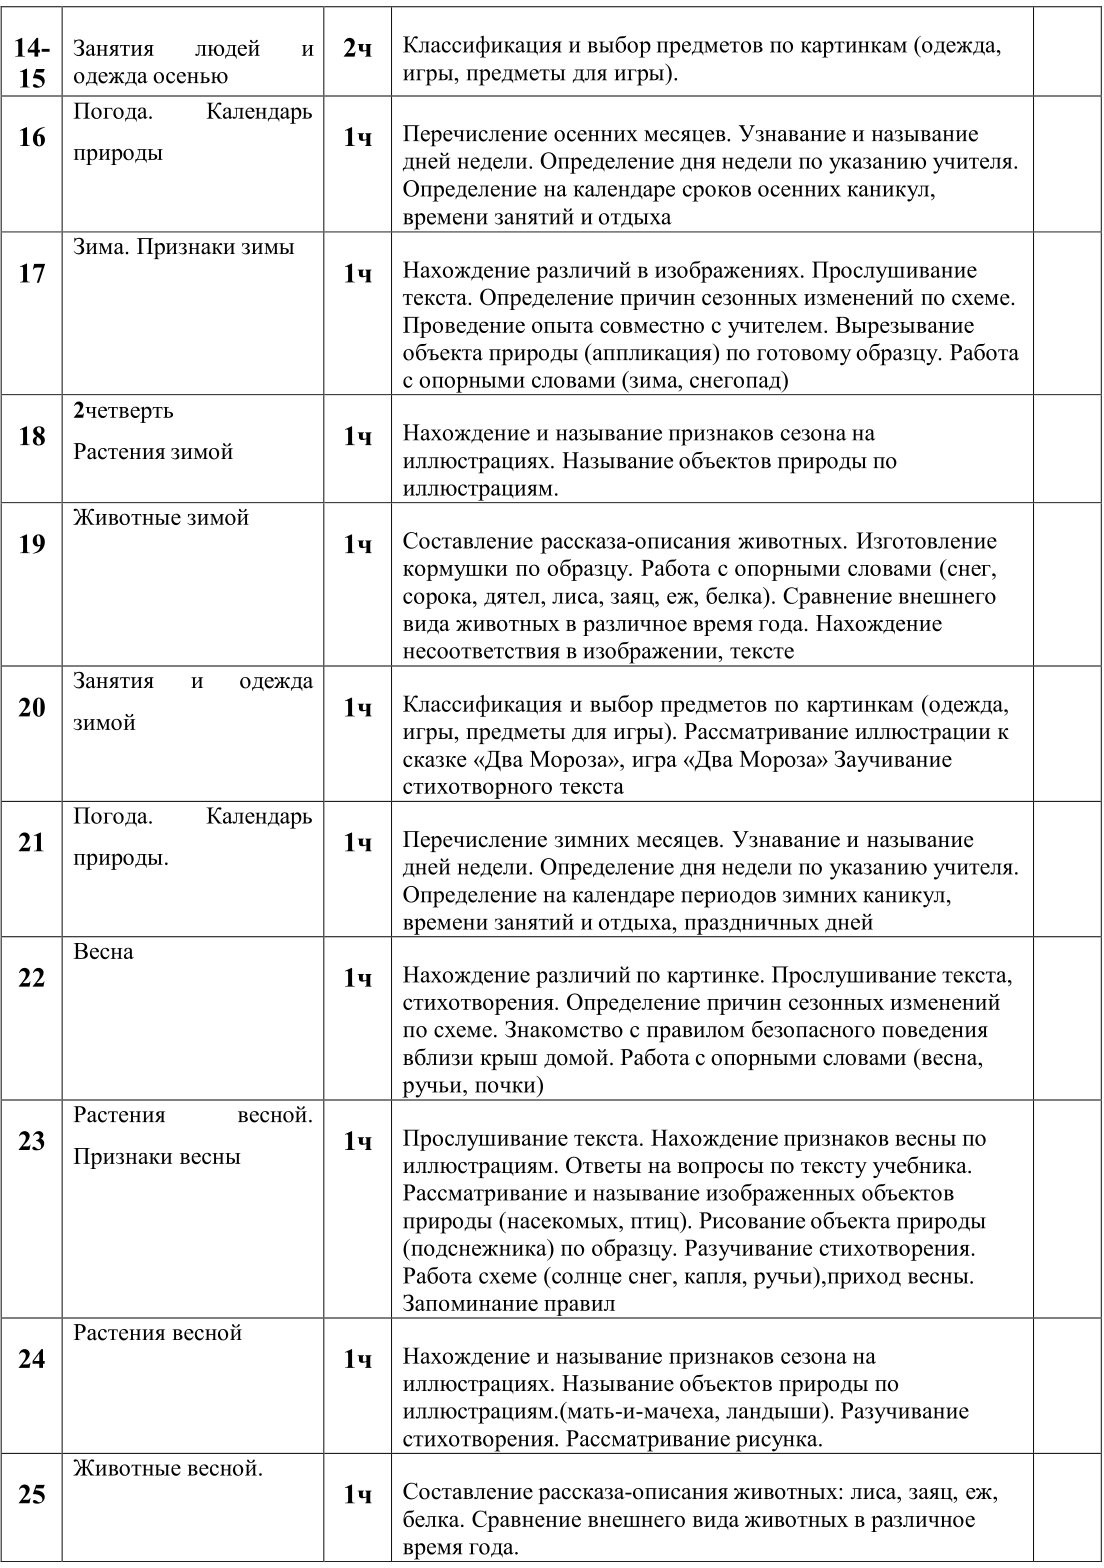 14-
15
Занятия людей и
одежда осенью
2ч
Классификация и выбор предметов по картинкам (одежда,
игры, предметы для игры).
16
Погода. Календарь
природы
1ч
Перечисление осенних месяцев. Узнавание и называние
дней недели. Определение дня недели по указанию учителя.
Определение на календаре сроков осенних каникул,
времени занятий и отдыха
17
Зима. Признаки зимы
1ч
Нахождение различий в изображениях. Прослушивание
текста. Определение причин сезонных изменений по схеме.
Проведение опыта совместно с учителем. Вырезывание
объекта природы (аппликация) по готовому образцу. Работа
с опорными словами (зима, снегопад)
18
2четверть
Растения зимой
1ч
Нахождение и называние признаков сезона на
иллюстрациях. Называние объектов природы по
иллюстрациям.
19
Животные зимой
1ч
Составление рассказа-описания животных. Изготовление
кормушки по образцу. Работа с опорными словами (снег,
сорока, дятел, лиса, заяц, еж, белка). Сравнение внешнего
вида животных в различное время года. Нахождение
несоответствия в изображении, тексте
20
Занятия и одежда
зимой
1ч
Классификация и выбор предметов по картинкам (одежда,
игры, предметы для игры). Рассматривание иллюстрации к
сказке «Два Мороза», игра «Два Мороза» Заучивание
стихотворного текста
21
Погода. Календарь
природы.
1ч
Перечисление зимних месяцев. Узнавание и называние
дней недели. Определение дня недели по указанию учителя.
Определение на календаре периодов зимних каникул,
времени занятий и отдыха, праздничных дней
22
Весна
1ч
Нахождение различий по картинке. Прослушивание текста,
стихотворения. Определение причин сезонных изменений
по схеме. Знакомство с правилом безопасного поведения
вблизи крыш домой. Работа с опорными словами (весна,
ручьи, почки)
23
Растения весной.
Признаки весны
1ч
Прослушивание текста. Нахождение признаков весны по
иллюстрациям. Ответы на вопросы по тексту учебника.
Рассматривание и называние изображенных объектов
природы (насекомых, птиц). Рисование объекта природы
(подснежника) по образцу. Разучивание стихотворения.
Работа схеме (солнце снег, капля, ручьи),приход весны.
Запоминание правил
24
Растения весной
1ч
Нахождение и называние признаков сезона на
иллюстрациях. Называние объектов природы по
иллюстрациям.(мать-и-мачеха, ландыши). Разучивание
стихотворения. Рассматривание рисунка.
25
Животные весной.
1ч
Составление рассказа-описания животных: лиса, заяц, еж,
белка. Сравнение внешнего вида животных в различное
время года.